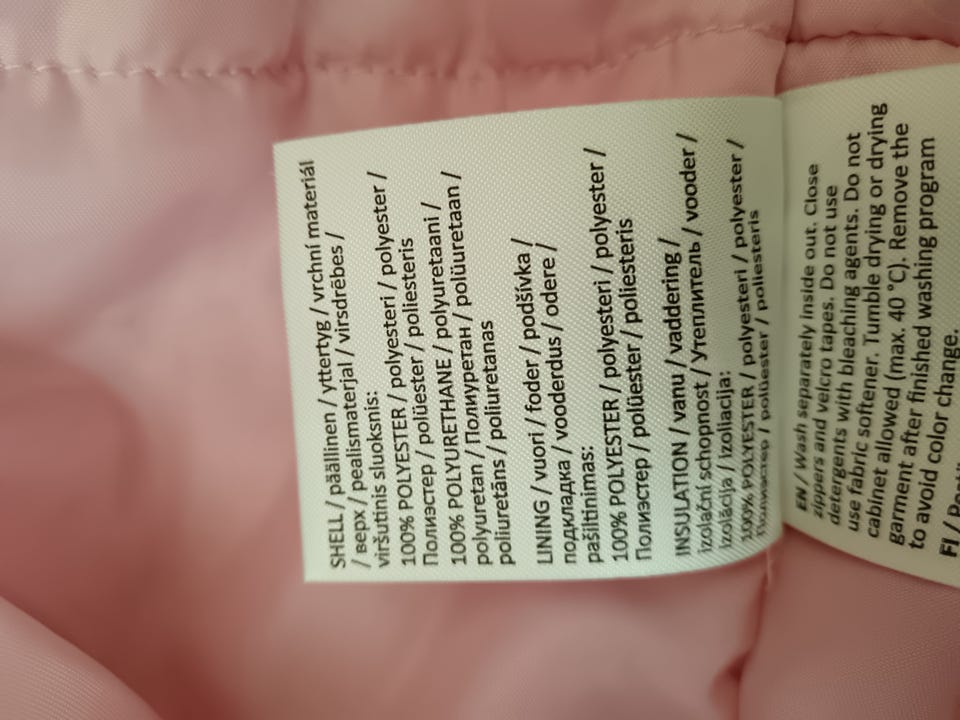 SHELL / päällinen / yttertyg / vrchní materiál
/ верх / pealismaterjal / virsdrēbes /
viršutinis sluoksnis:
100% POLYESTER / polyesteri / polyester /
Полиэстер / polüester / poliesteris
100% POLYURETHANE / polyuretaani /
polyuretan / Полиуретан / polüuretaan /
poliuretāns / poliuretanas
LINING / vuori / foder / podšívka /
подкладка / vooderdus / odere /
pašiltinimas:
100% POLYESTER / polyesteri / polyester /
Полиэстер / polüester / poliesteris
INSULATION / vanu / vaddering /
izolační schopnost / Утеплитель / vooder /
izolācija / izoliacija:
100% POLYESTER / polyesteri / polyester /
Полиэстер / polüester / poliesteris
EN / Wash separately inside out. Close
zippers and velcro tapes. Do not use
detergents with bleaching agents. Do not
use fabric softener. Tumble drying or drying
cabinet allowed (max. 40 °C). Remove the
garment after finished washing program
to avoid color change.
FI /